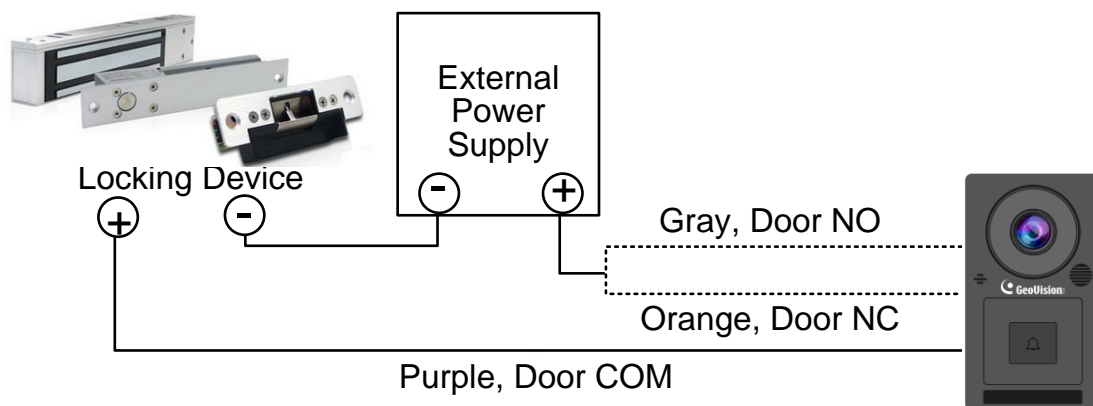 External
Power
Supply
Locking Device
- +
+ -
Gray, Door NO
GeoVision
Orange, Door NC
Purple, Door COM